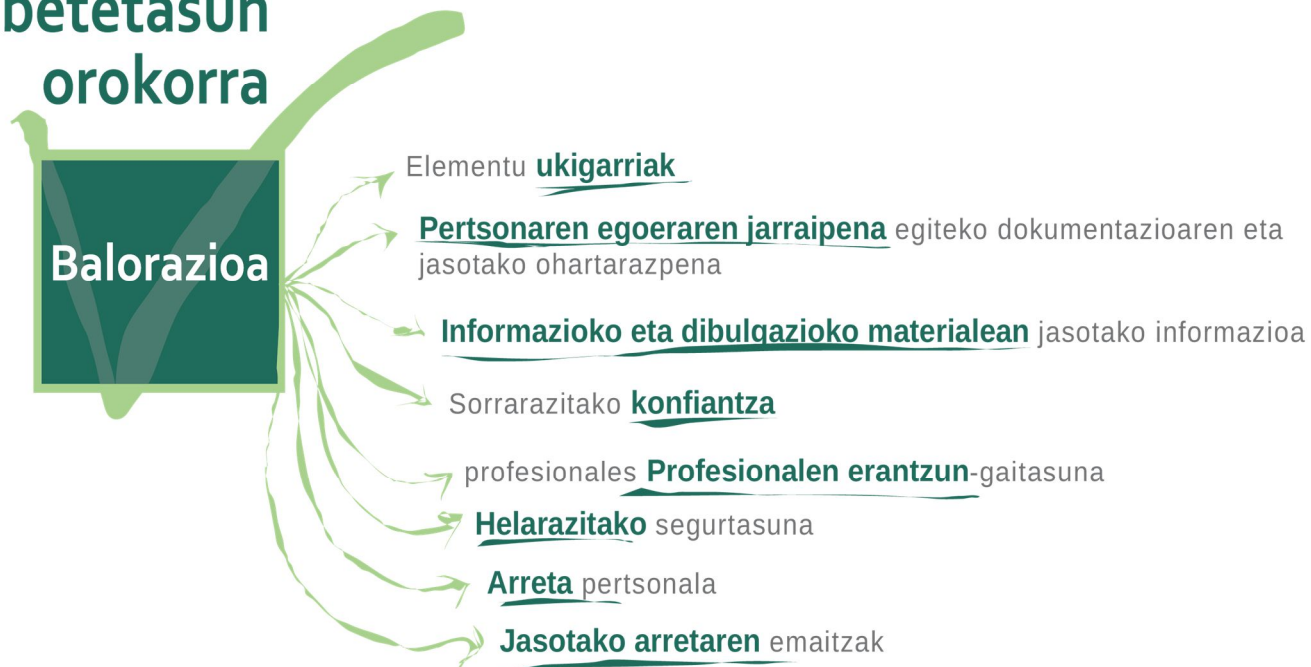 betetasun
orokorra
Balorazioa
Elementu ukigarriak
Pertsonaren egoeraren jarraipena egiteko dokumentazioaren eta
jasotako ohartarazpena
Informazioko eta dibulgazioko materialean jasotako informazioa
Sorrarazitako konfiantza
profesionales Profesionalen erantzun-gaitasuna
Helarazitako segurtasuna
Arreta pertsonala
Jasotako arretaren emaitzak